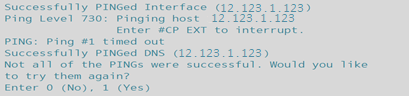 Successfully PINGed Interface (12.123.1.123)
Ping Level 730: Pinging host 12.123.1.123
Enter #CP EXT to interrupt.
PING: Ping #1 timed out
Successfully PINGed DNS (12.123.1.123)
Not all of the PINGs were successful. Would you like
to try them again?
Enter 0 (No), 1 (Yes)